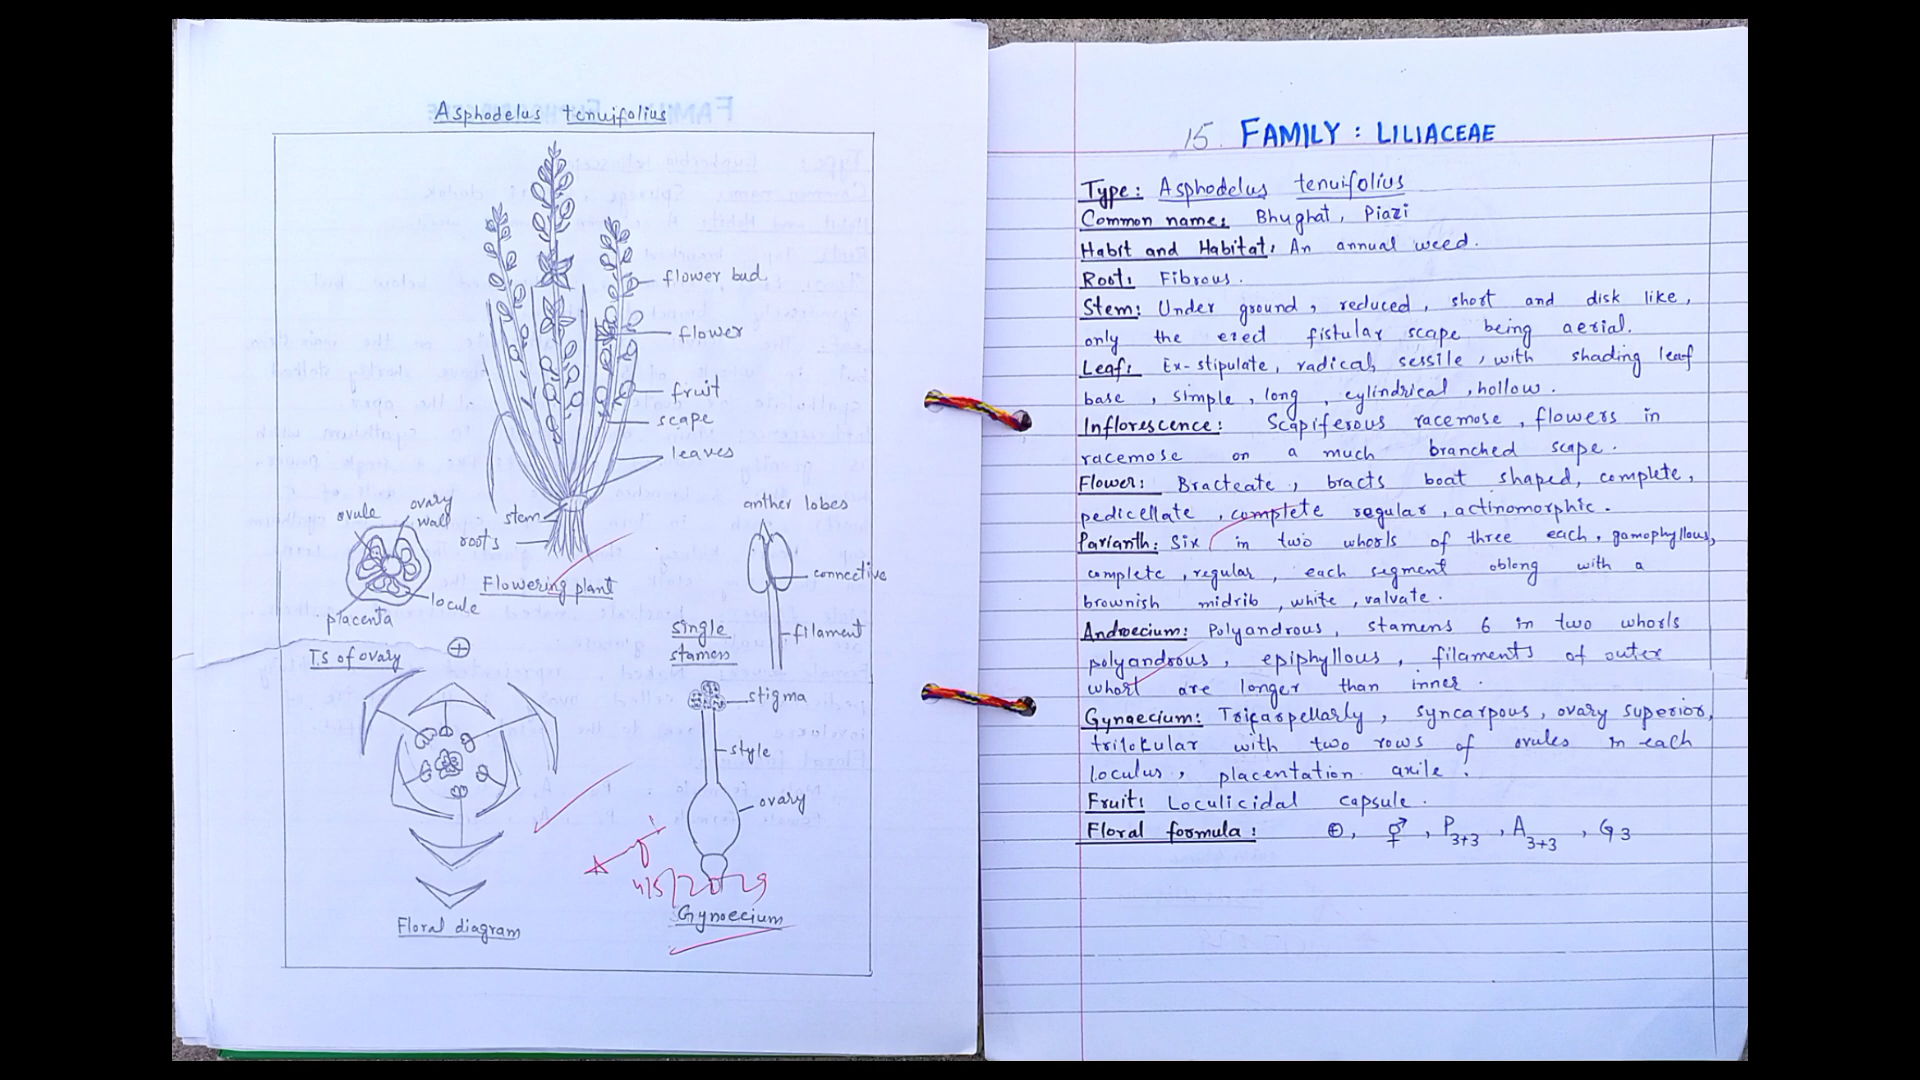 Asphodelus tenuifolius
flower bud
flower
fruit
scape
leaves
stem
roots
Flowering plant
ovule
ovary
wall
locule
placenta
T.S of ovary
anther lobes
connective
filament
single
stamens
stigma
style
ovary
Gynoecium
Floral diagram
15. FAMILY : LILIACEAE
Type: Asphodelus tenuifolius
Common name: Bhughat, Piazi
Habit and Habitat: An annual weed.
Root: Fibrous.
Stem: Under ground, reduced, short and disk like,
only the erect fistular scape being aerial.
Leaf: Ex-stipulate, radical, sessile, with shading leaf
base, simple, long, cylindrical, hollow.
Inflorescence: Scapiferous racemose, flowers in
racemose on a much branched scape.
Flower: Bracteate, bracts boat shaped, complete,
pedicellate, complete regular, actinomorphic.
Parianth: Six in two whorls of three each, gamophyllous,
complete, regular, each segment oblong with a
brownish midrib, white, valvate.
Androecium: Polyandrous, stamens 6 in two whorls
polyandrous, epiphyllous, filaments of outer
whorl are longer than inner.
Gynaecium: Tricarpellarly, syncarpous, ovary superior,
trilokular with two rows of ovules in each
loculus, placentation axile.
Fruit: Loculicidal capsule.
Floral formula: ⊕, ⚥, P3+3, A3+3, G3